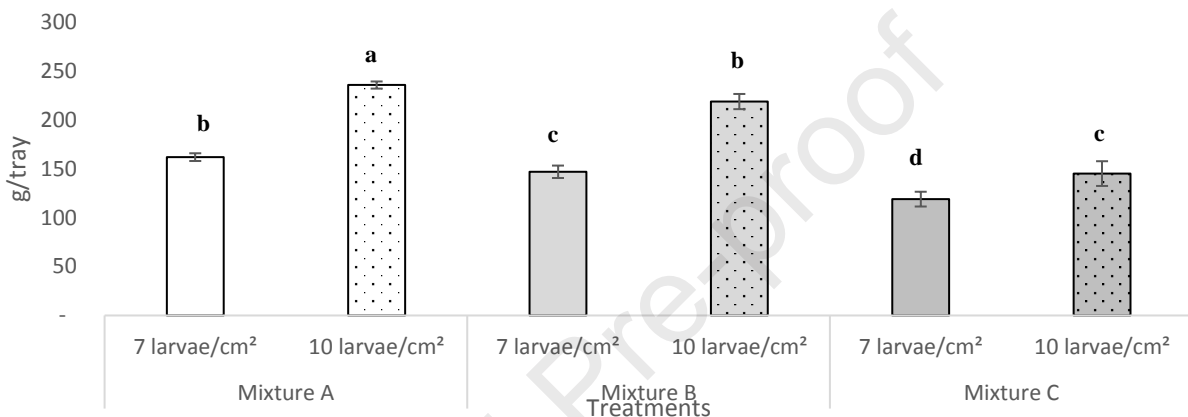 300
250
200
150
100
50
-
g/tray
b
a
c
b
d
c
7 larvae/cm² 10 larvae/cm² 7 larvae/cm² 10 larvae/cm² 7 larvae/cm² 10 larvae/cm²
Mixture A Mixture B Mixture C
Treatments
Pre-proof